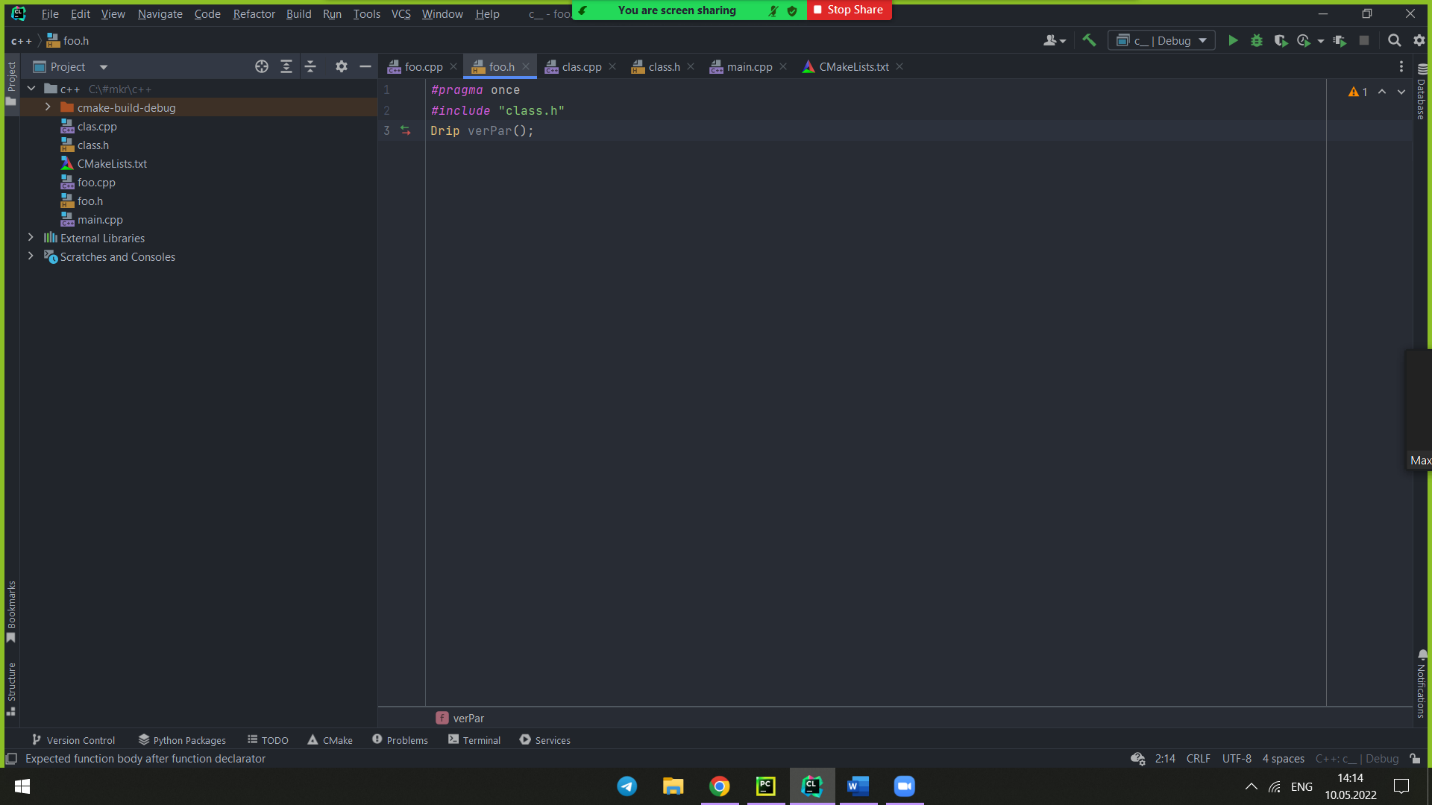 File Edit View Navigate Code Refactor Build Run Tools VCS Window Help c__ - foo. You are screen sharing Stop Share
c++ foo.h c__ | Debug
Project foo.cpp foo.h clas.cpp class.h main.cpp CMakeLists.txt
Project
Database
c++ C:\#mkr\c++
cmake-build-debug
clas.cpp
class.h
CMakeLists.txt
foo.cpp
foo.h
main.cpp
External Libraries
Scratches and Consoles
1 #pragma once
2 #include "class.h"
3 Drip verPar();
1
Max
Bookmarks
Structure
Notifications
f verPar
Version Control Python Packages TODO CMake Problems Terminal Services
Expected function body after function declarator 2:14 CRLF UTF-8 4 spaces C++: c__ | Debug
PC CL W ENG 14:14
10.05.2022